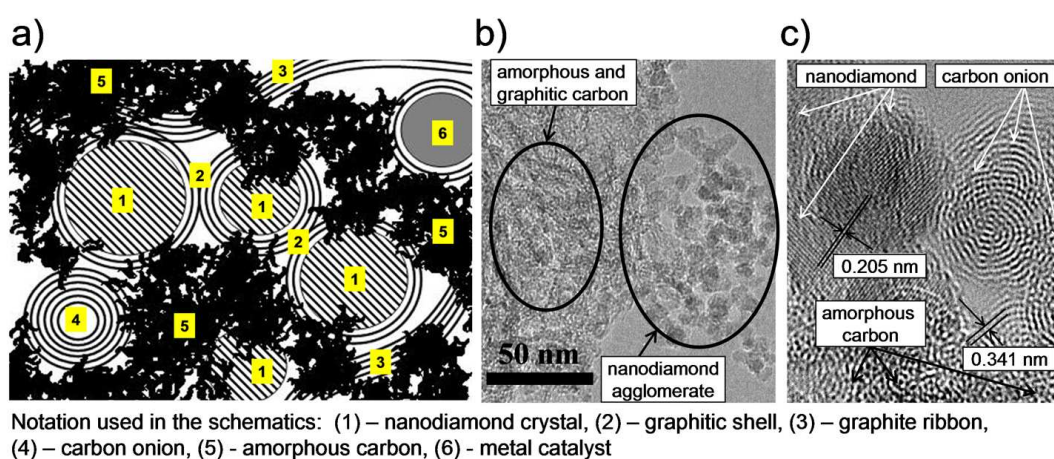 a)
b)
c)
5
3
6
2
1
1
2
5
1
4
5
3
1
amorphous and
graphitic carbon
50 nm
nanodiamond
agglomerate
nanodiamond
carbon onion
0.205 nm
amorphous
carbon
0.341 nm
Notation used in the schematics: (1) – nanodiamond crystal, (2) – graphitic shell, (3) – graphite ribbon,
(4) – carbon onion, (5) - amorphous carbon, (6) - metal catalyst